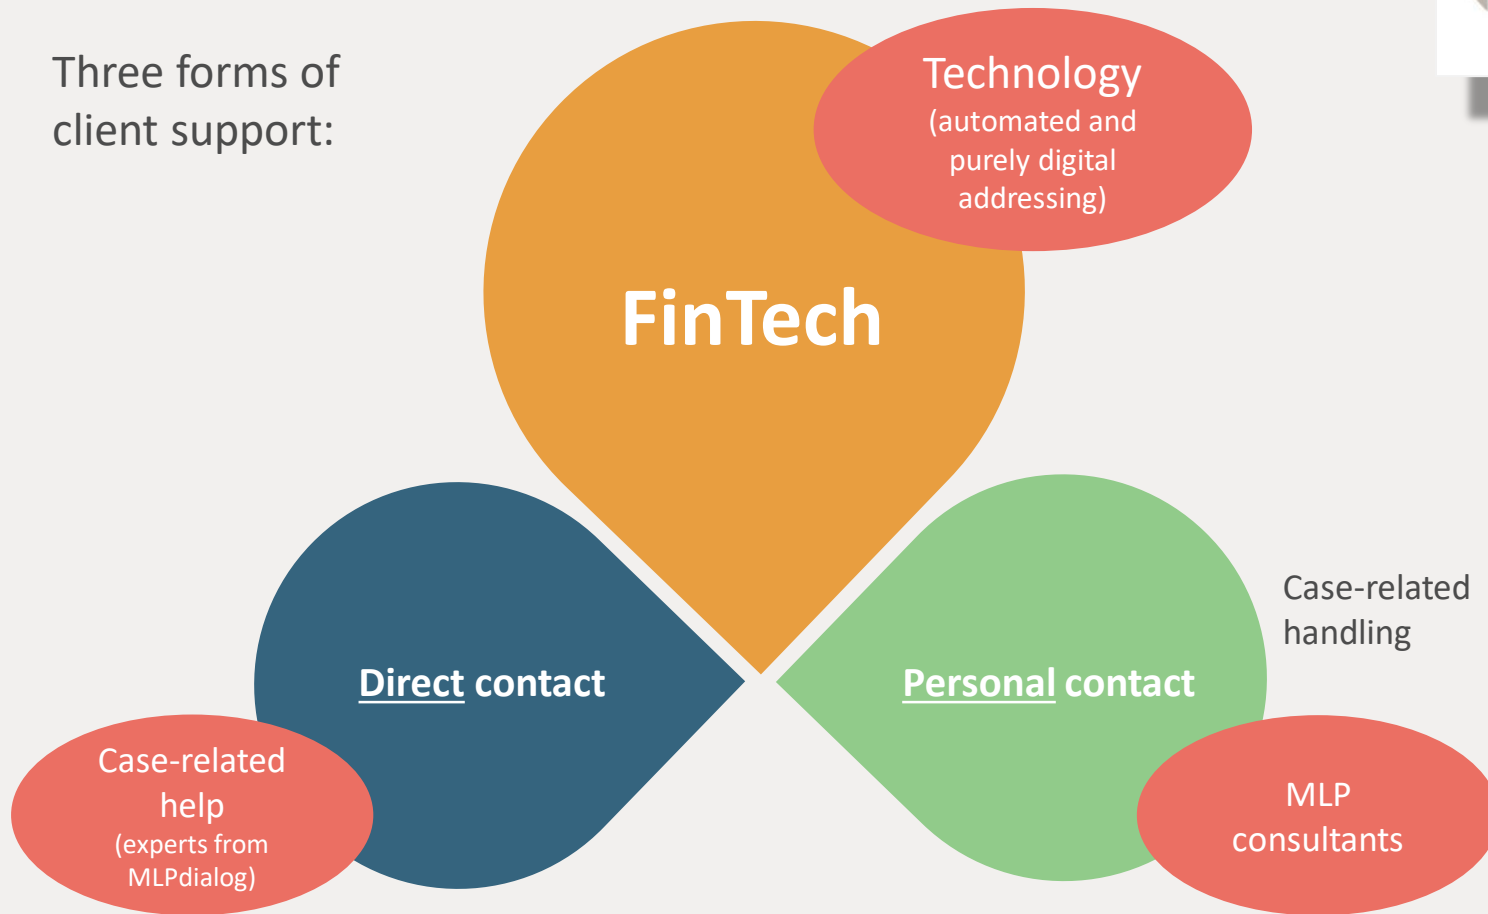 Three forms of
client support:
Technology
(automated and
purely digital
addressing)
FinTech
Direct contact
Personal contact
Case-related
handling
Case-related
help
(experts from
MLPdialog)
MLP
consultants